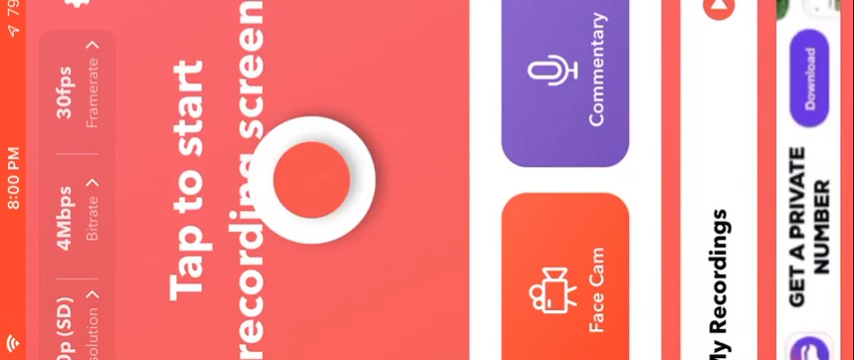 8:00 PM
79
0p (SD)
solution >
4Mbps
Bitrate >
30fps
Framerate >
Tap to start
recording screen
Face Cam
Commentary
My Recordings
GET A PRIVATE
NUMBER
Download